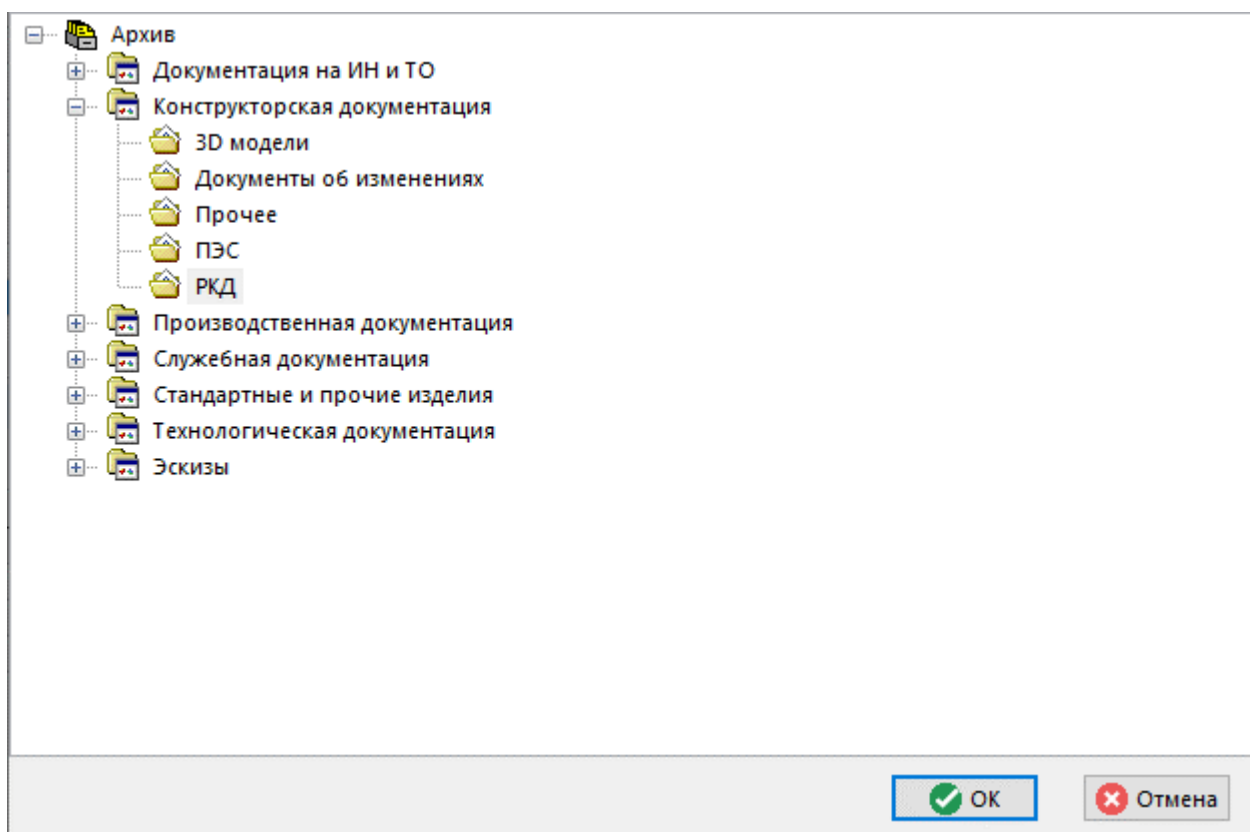 Архив
Документация на ИН и ТО
Конструкторская документация
3D модели
Документы об изменениях
Прочее
ПЭС
РКД
Производственная документация
Служебная документация
Стандартные и прочие изделия
Технологическая документация
Эскизы
ОК Отмена